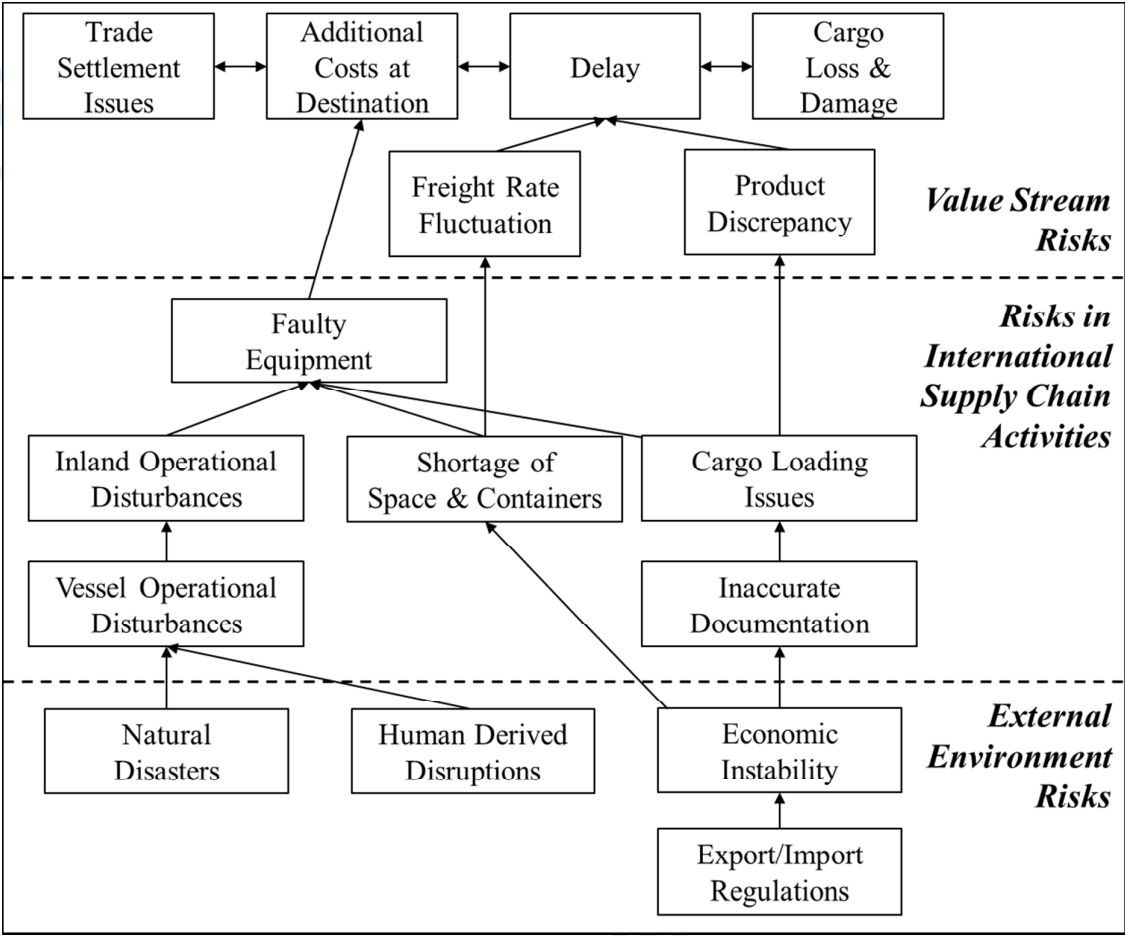 Trade
Settlement
Issues
Additional
Costs at
Destination
Delay
Cargo
Loss &
Damage
Freight Rate
Fluctuation
Product
Discrepancy
Value Stream
Risks
Faulty
Equipment
Risks in
International
Supply Chain
Activities
Inland Operational
Disturbances
Shortage of
Space & Containers
Cargo Loading
Issues
Vessel Operational
Disturbances
Inaccurate
Documentation
Natural
Disasters
Human Derived
Disruptions
Economic
Instability
External
Environment
Risks
Export/Import
Regulations